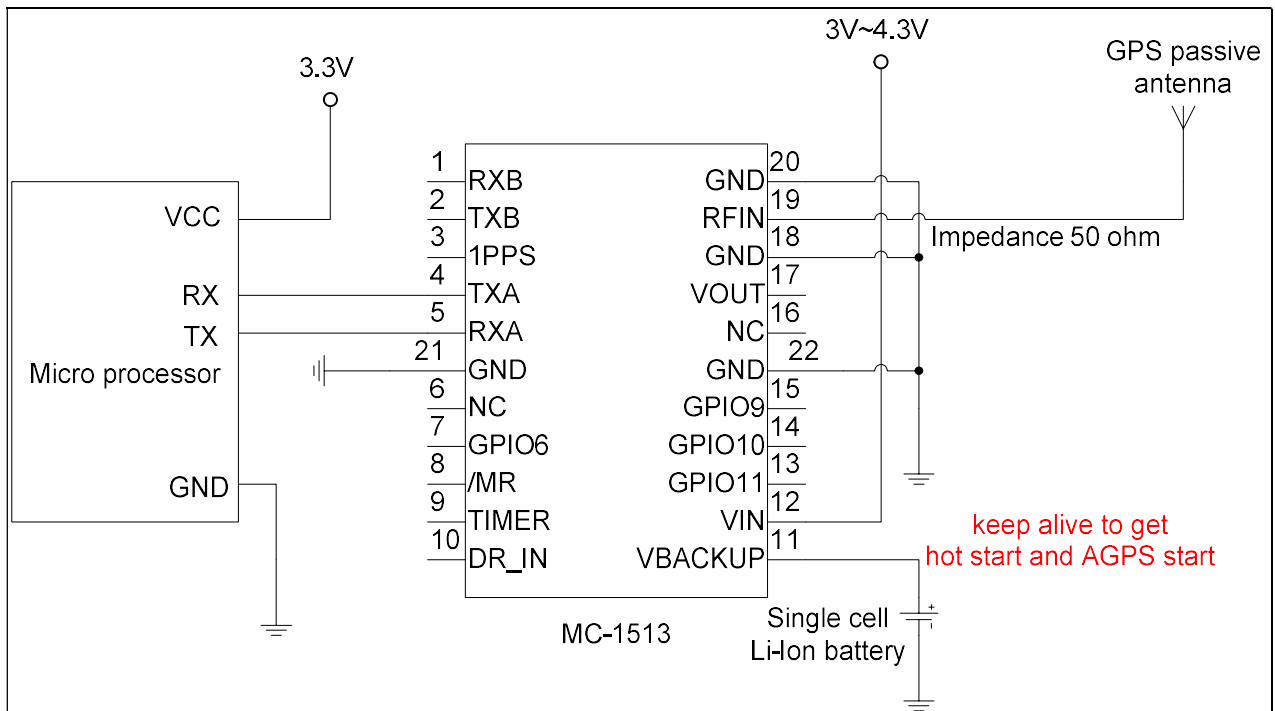 3.3V
3V~4.3V
GPS passive
antenna
VCC
RX
TX
Micro processor
GND
1
RXB
2
TXB
3
1PPS
4
TXA
5
RXA
21
GND
6
NC
7
GPIO6
8
/MR
9
TIMER
10
DR_IN
20
GND
19
RFIN
18
GND
17
VOUT
16
NC
22
GND
15
GPIO9
14
GPIO10
13
GPIO11
12
VIN
11
VBACKUP
MC-1513
Impedance 50 ohm
keep alive to get
hot start and AGPS start
+
-
Single cell
Li-Ion battery